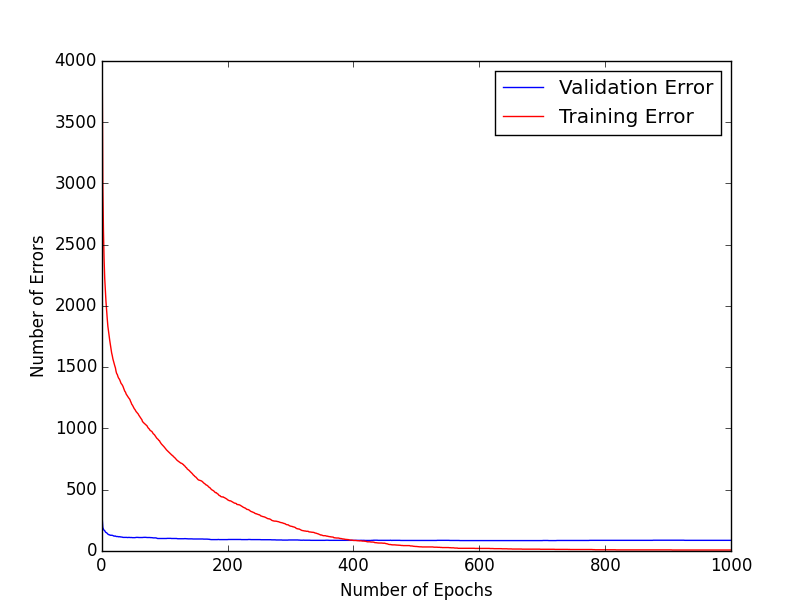 4000
3500
3000
2500
2000
1500
1000
500
0
Number of Errors
Validation Error
Training Error
0 200 400 600 800 1000
Number of Epochs